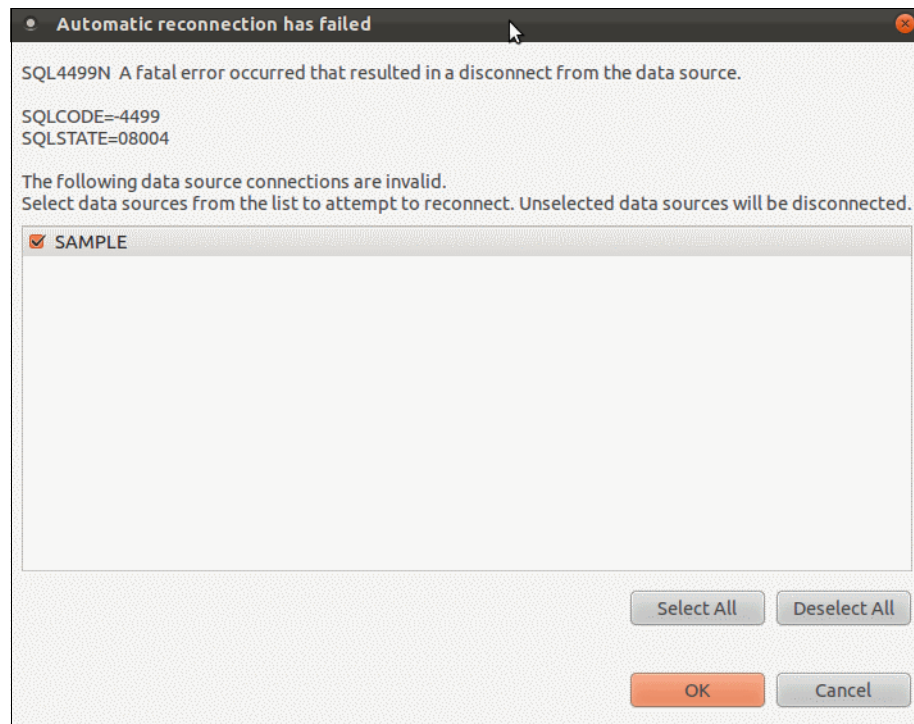 Automatic reconnection has failed
SQL4499N  A fatal error occurred that resulted in a disconnect from the data source.
SQLCODE=-4499
SQLSTATE=08004
The following data source connections are invalid.
Select data sources from the list to attempt to reconnect. Unselected data sources will be disconnected.
SAMPLE
Select All
Deselect All
OK
Cancel